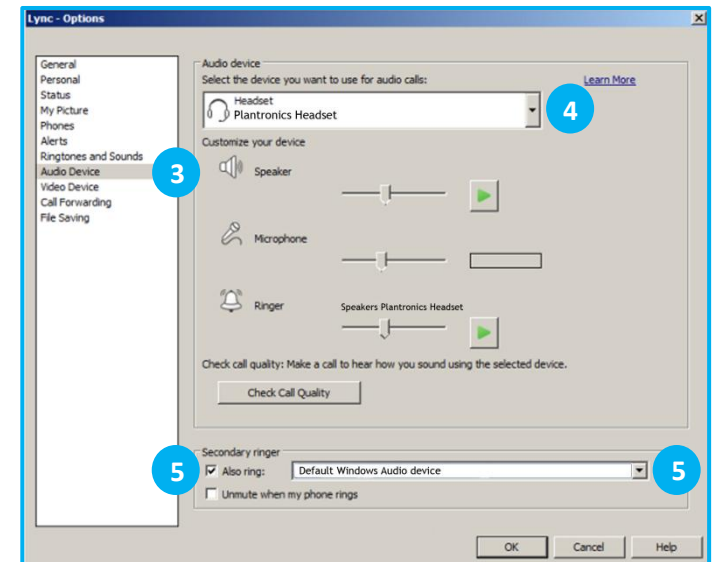 Lync - Options
General
Personal
Status
My Picture
Phones
Alerts
Ringtones and Sounds
Audio Device
Video Device
Call Forwarding
File Saving
3
Audio device
Select the device you want to use for audio calls:
Learn More
Headset
Plantronics Headset
4
Customize your device
Speaker
Microphone
Ringer
Speakers Plantronics Headset
Check call quality: Make a call to hear how you sound using the selected device.
Check Call Quality
Secondary ringer
5
Also ring:
Default Windows Audio device
5
Unmute when my phone rings
OK
Cancel
Help